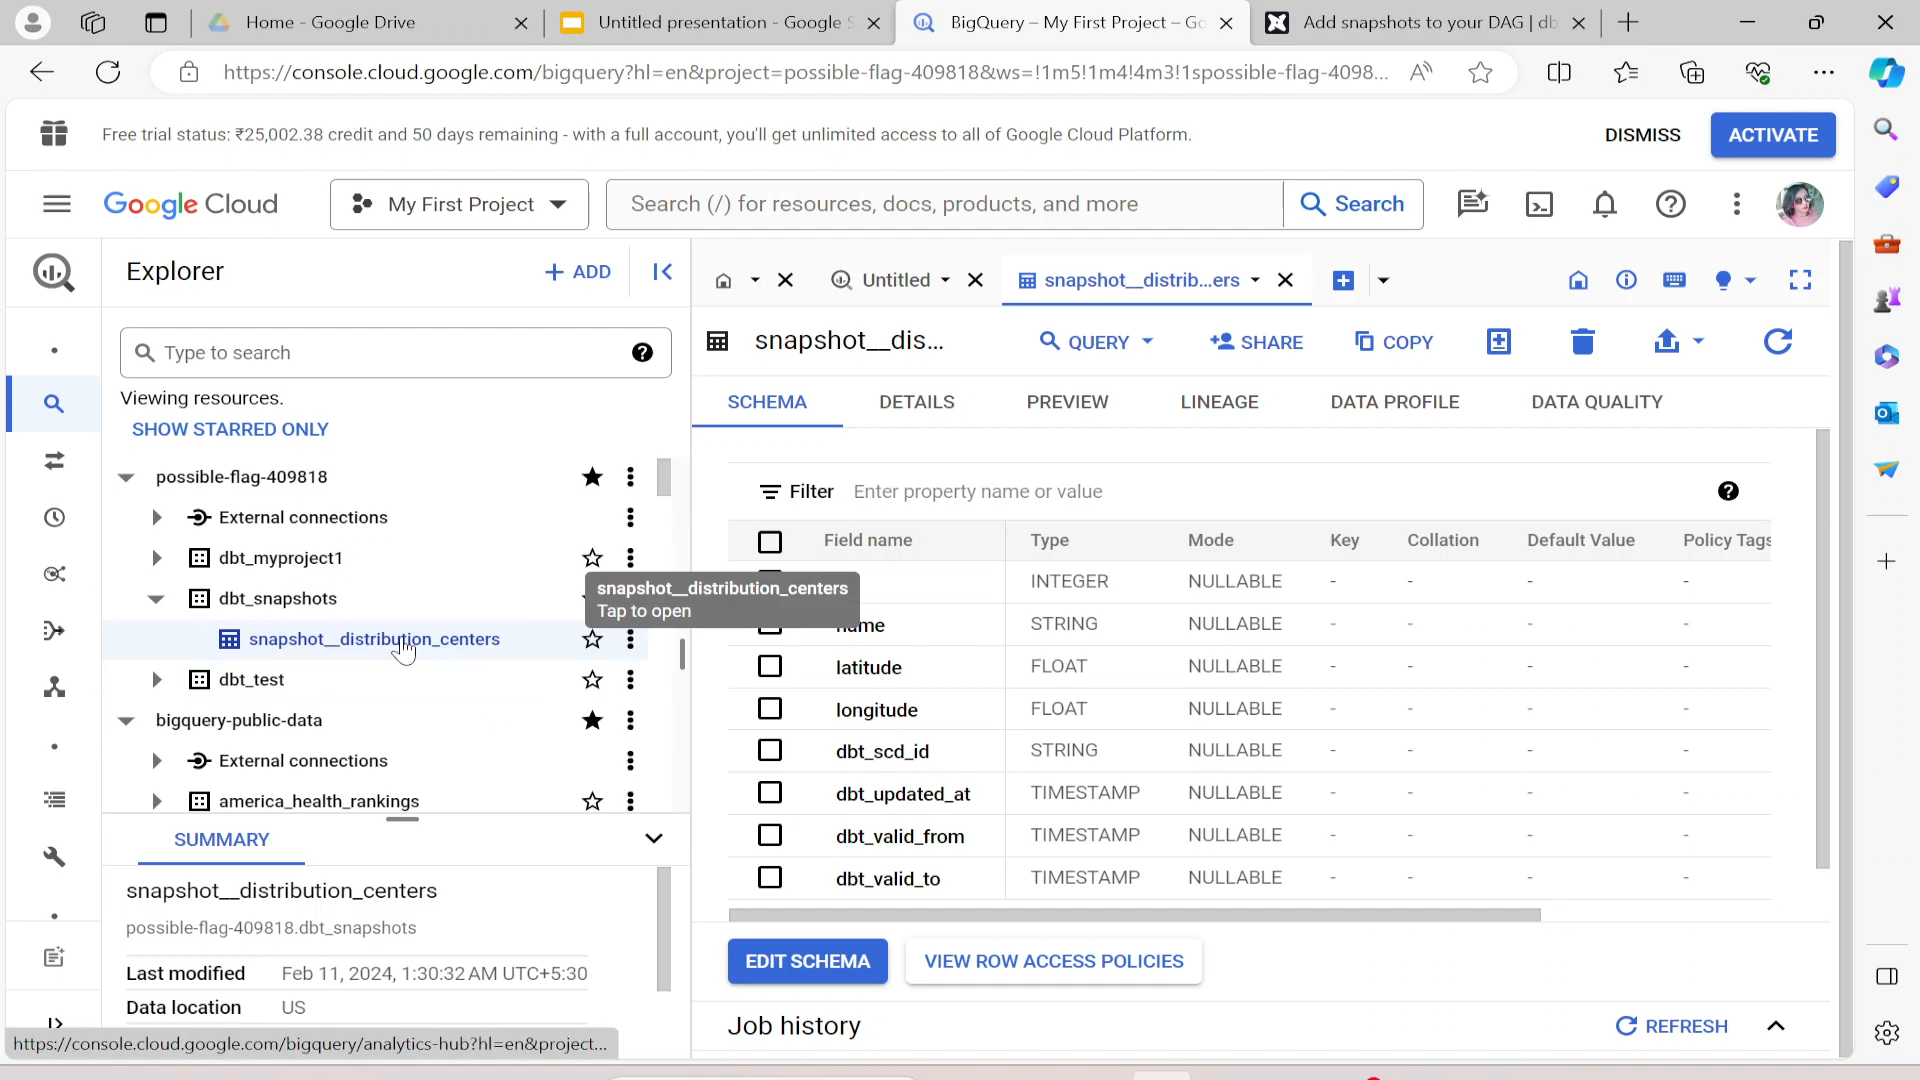 Home - Google Drive
Untitled presentation - Google S
BigQuery – My First Project – Go
Add snapshots to your DAG | db
https://console.cloud.google.com/bigquery?hl=en&project=possible-flag-409818&ws=!1m5!1m4!4m3!1spossible-flag-4098...
Free trial status: ₹25,002.38 credit and 50 days remaining - with a full account, you'll get unlimited access to all of Google Cloud Platform.
DISMISS
ACTIVATE
Google Cloud
My First Project
Search (/) for resources, docs, products, and more
Search
Explorer
+ ADD
Untitled
snapshot__distrib...ers
Type to search
snapshot__dis...
QUERY
SHARE
COPY
Viewing resources.
SHOW STARRED ONLY
SCHEMA
DETAILS
PREVIEW
LINEAGE
DATA PROFILE
DATA QUALITY
possible-flag-409818
External connections
dbt_myproject1
dbt_snapshots
snapshot__distribution_centers
dbt_test
bigquery-public-data
External connections
america_health_rankings
snapshot__distribution_centers
Tap to open
Filter
Enter property name or value
Field name Type Mode Key Collation Default Value Policy Tags
INTEGER NULLABLE - - - -
name STRING NULLABLE - - - -
latitude FLOAT NULLABLE - - - -
longitude FLOAT NULLABLE - - - -
dbt_scd_id STRING NULLABLE - - - -
dbt_updated_at TIMESTAMP NULLABLE - - - -
dbt_valid_from TIMESTAMP NULLABLE - - - -
dbt_valid_to TIMESTAMP NULLABLE - - - -
SUMMARY
snapshot__distribution_centers
possible-flag-409818.dbt_snapshots
Last modified Feb 11, 2024, 1:30:32 AM UTC+5:30
Data location US
EDIT SCHEMA
VIEW ROW ACCESS POLICIES
Job history
REFRESH
https://console.cloud.google.com/bigquery/analytics-hub?hl=en&project...